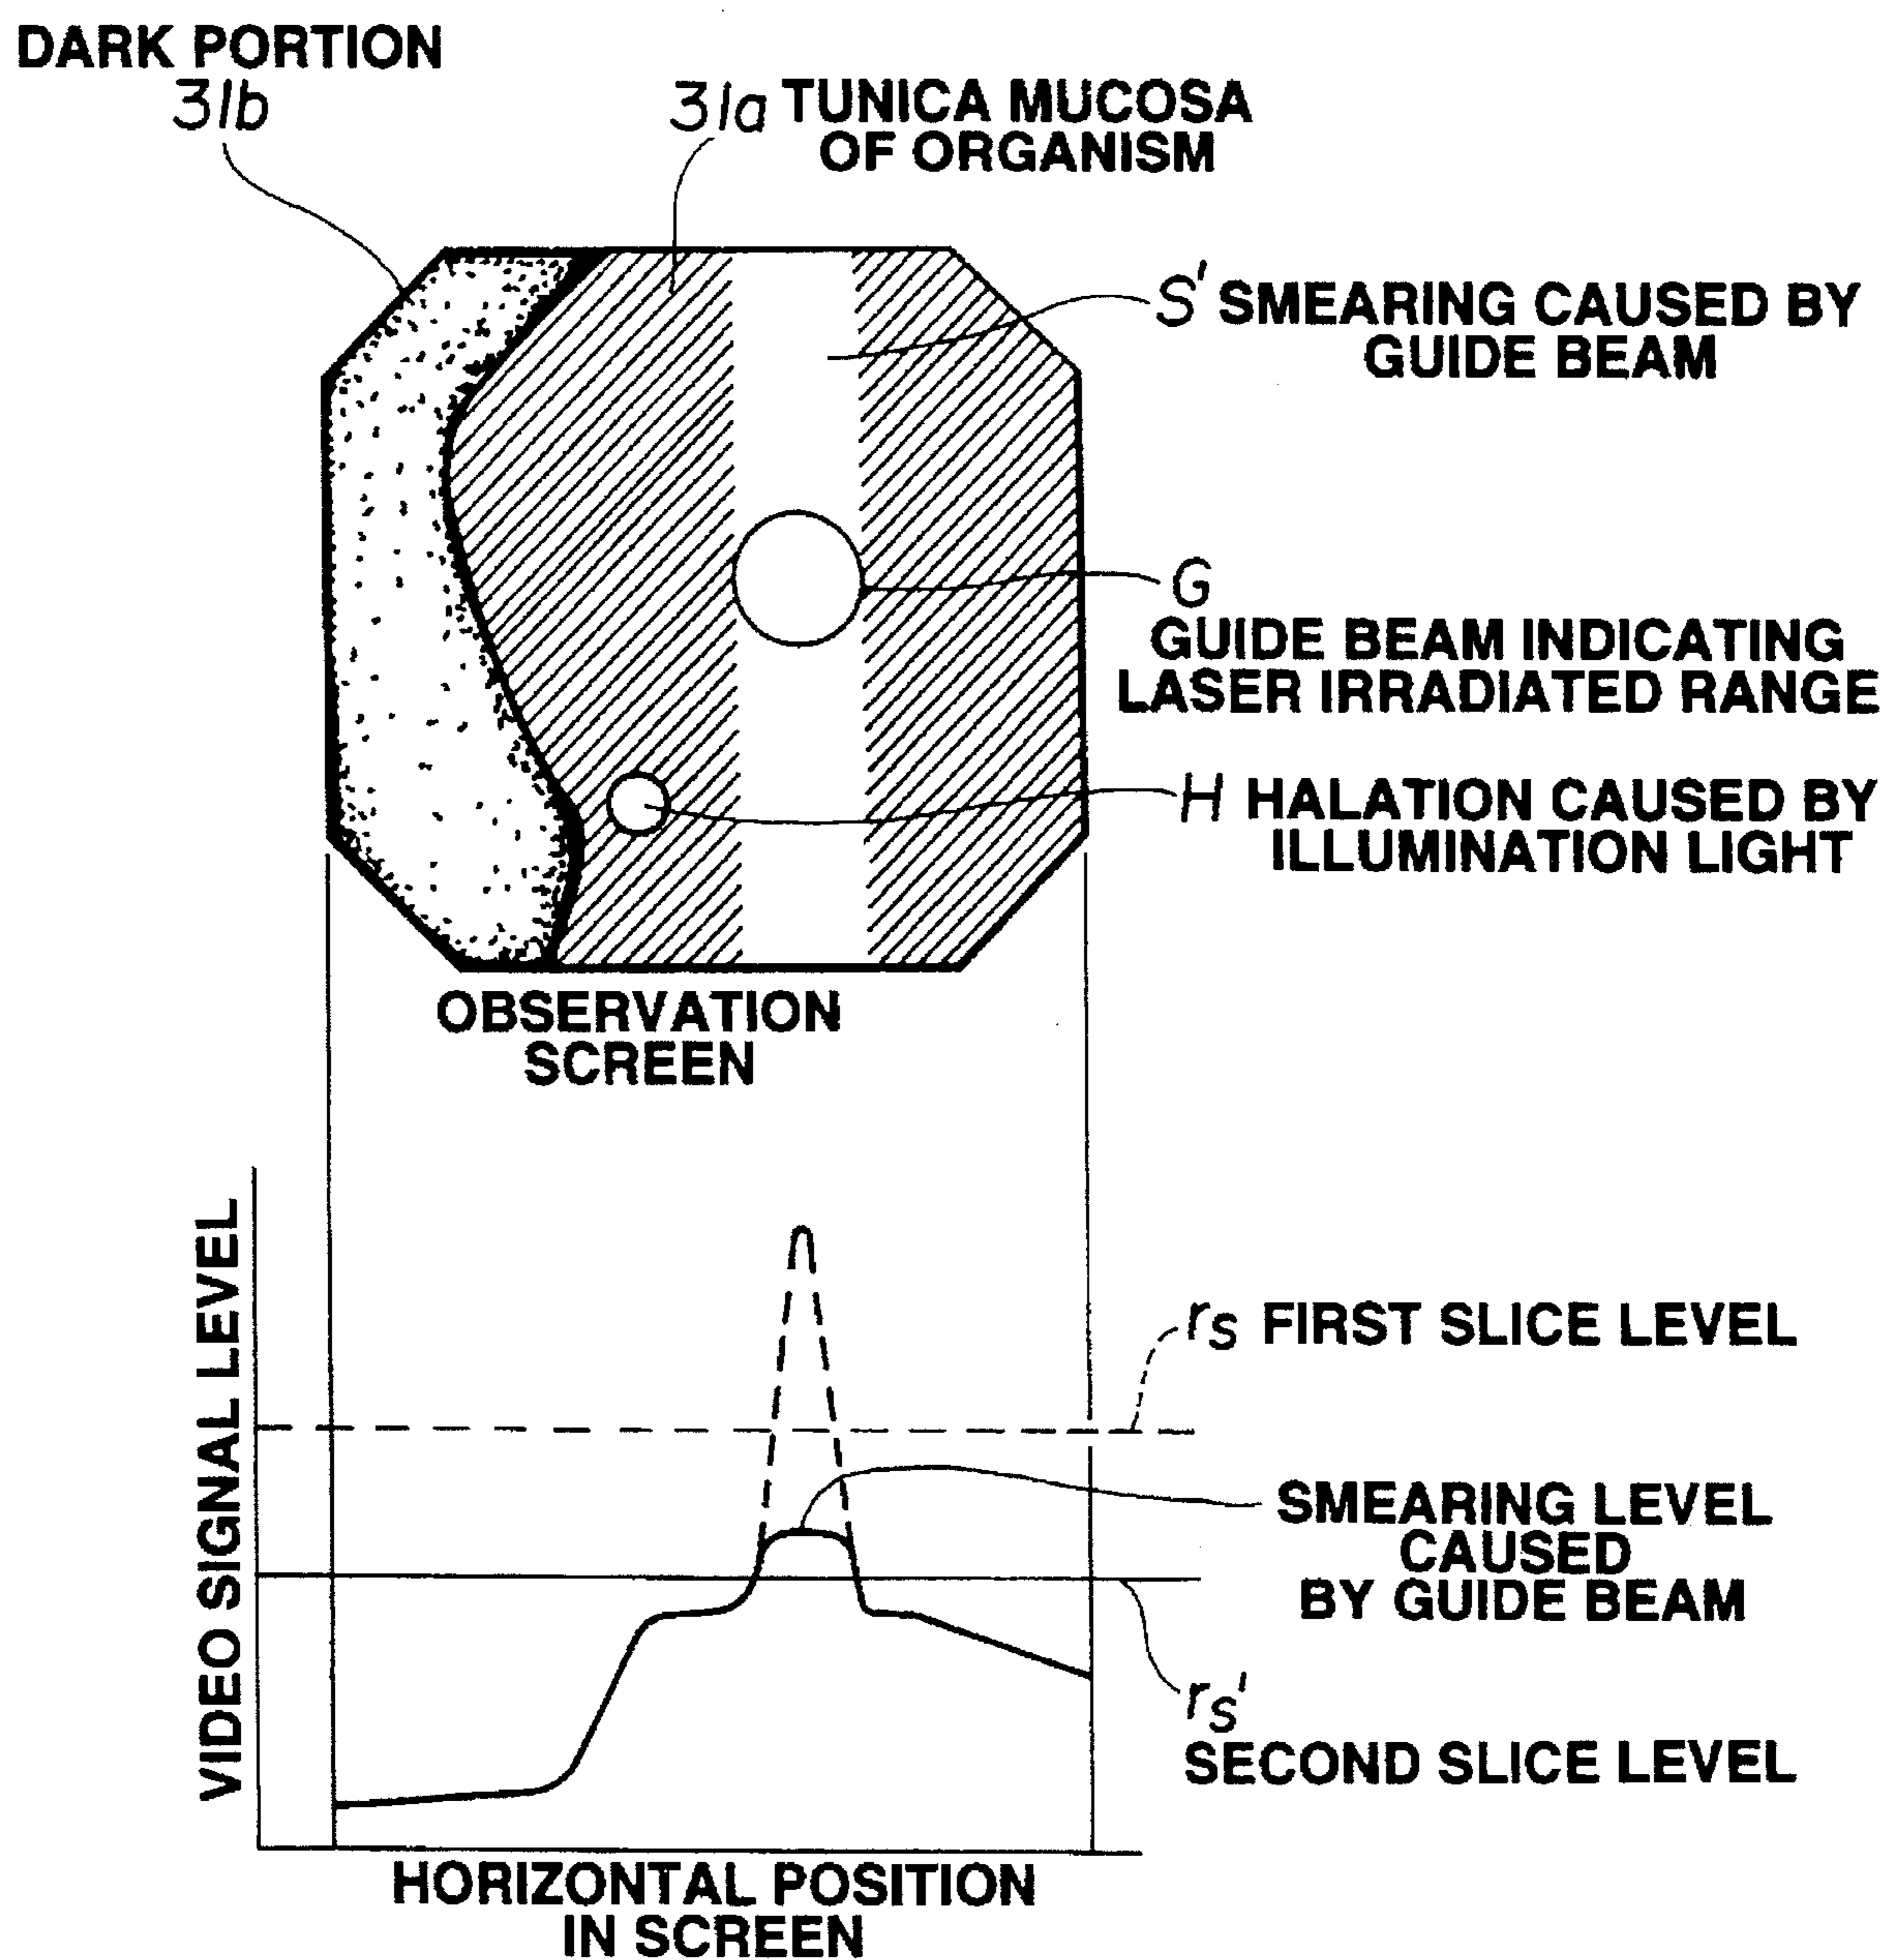 DARK PORTION
31b
31a TUNICA MUCOSA
OF ORGANISM
S' SMEARING CAUSED BY
GUIDE BEAM
G
GUIDE BEAM INDICATING
LASER IRRADIATED RANGE
H HALATION CAUSED BY
ILLUMINATION LIGHT
OBSERVATION
SCREEN
VIDEO SIGNAL LEVEL
rs FIRST SLICE LEVEL
SMEARING LEVEL
CAUSED
BY GUIDE BEAM
rs'
SECOND SLICE LEVEL
HORIZONTAL POSITION
IN SCREEN